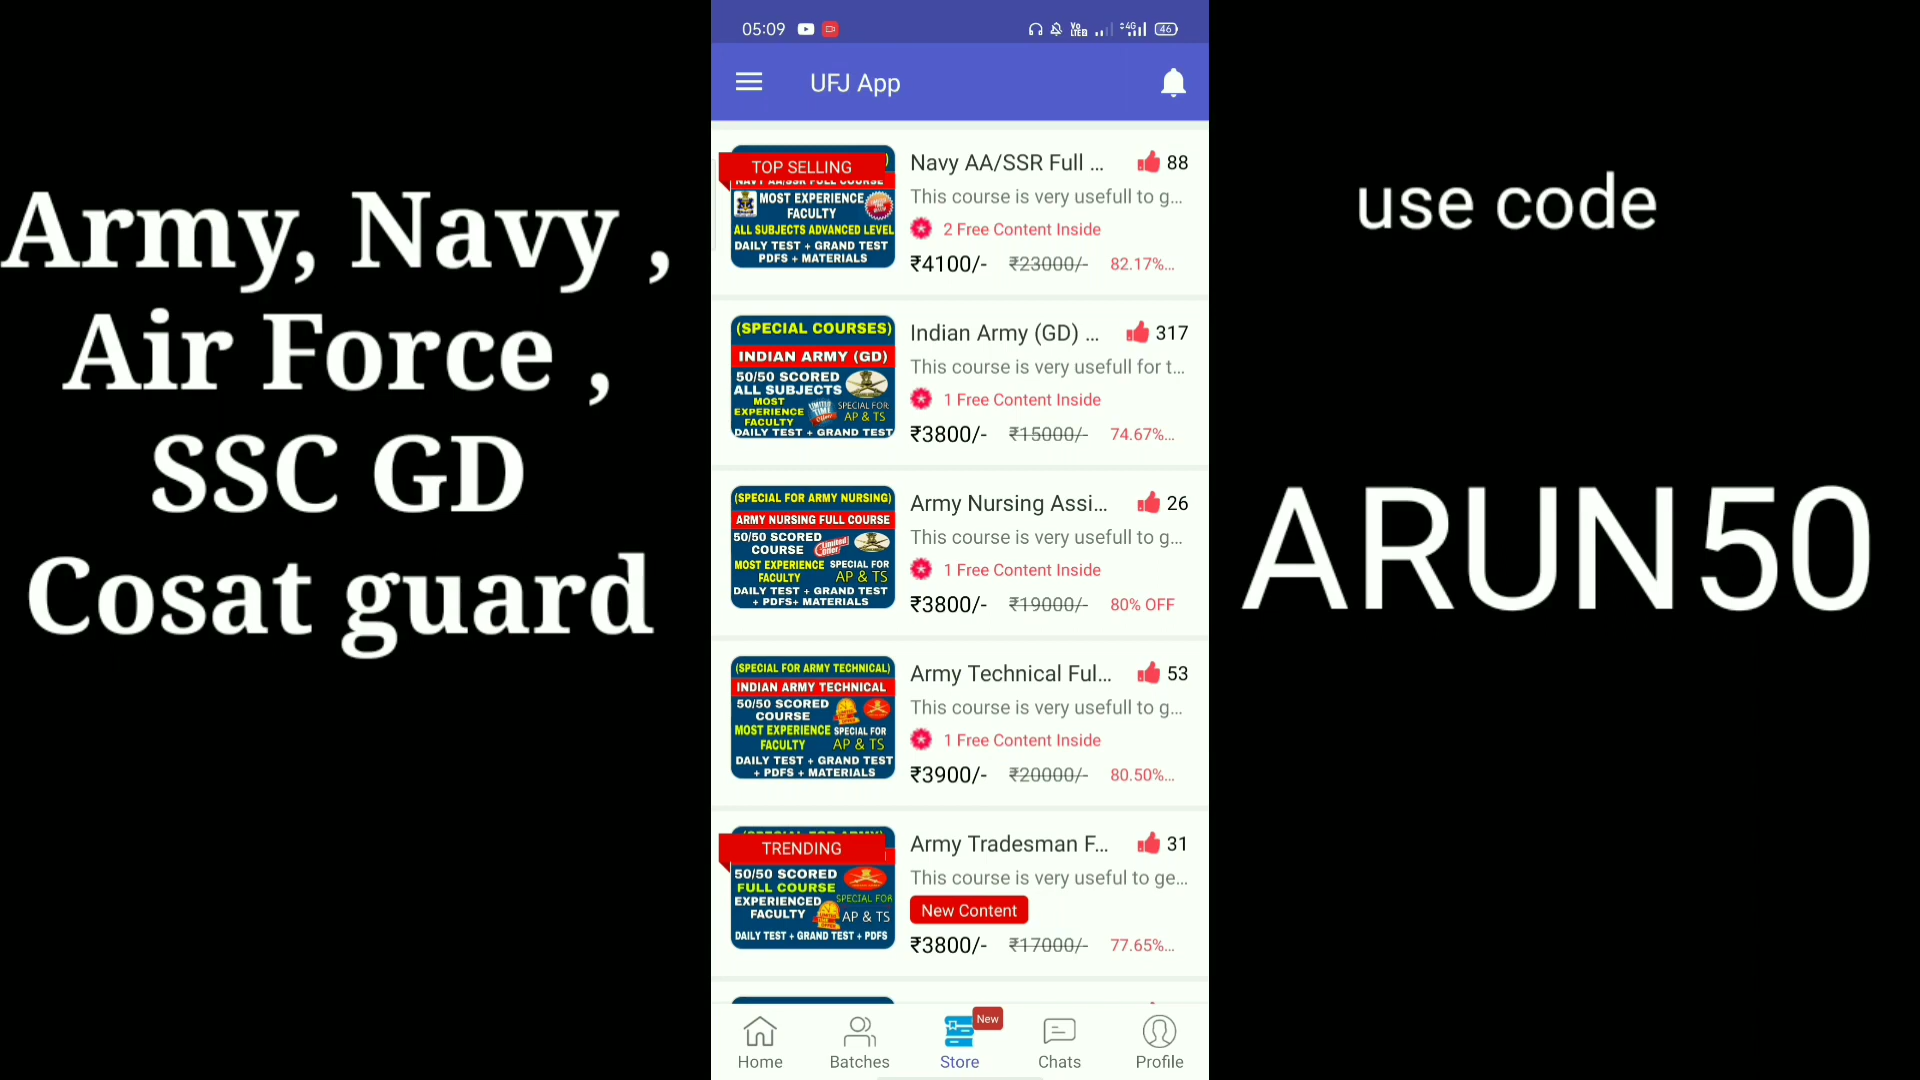 Army, Navy ,
Air Force ,
SSC GD
Cosat guard
05:09
46
UFJ App
TOP SELLING
NAVY AA/SSR FULL COURSE
MOST EXPERIENCE
FACULTY
ALL SUBJECTS ADVANCED LEVEL
DAILY TEST + GRAND TEST
PDFS + MATERIALS
Navy AA/SSR Full ...
88
This course is very usefull to g...
2 Free Content Inside
₹4100/- ₹23000/- 82.17%...
(SPECIAL COURSES)
INDIAN ARMY (GD)
50/50 SCORED
ALL SUBJECTS
MOST
EXPERIENCE
FACULTY
SPECIAL FOR
AP & TS
DAILY TEST + GRAND TEST
Indian Army (GD) ...
317
This course is very usefull for t...
1 Free Content Inside
₹3800/- ₹15000/- 74.67%...
(SPECIAL FOR ARMY NURSING)
ARMY NURSING FULL COURSE
50/50 SCORED
COURSE
MOST EXPERIENCE
FACULTY
SPECIAL FOR
AP & TS
DAILY TEST + GRAND TEST
+ PDFS+ MATERIALS
Army Nursing Assi...
26
This course is very usefull to g...
1 Free Content Inside
₹3800/- ₹19000/- 80% OFF
(SPECIAL FOR ARMY TECHNICAL)
INDIAN ARMY TECHNICAL
50/50 SCORED
COURSE
MOST EXPERIENCE
FACULTY
SPECIAL FOR
AP & TS
DAILY TEST + GRAND TEST
+ PDFS + MATERIALS
Army Technical Ful...
53
This course is very usefull to g...
1 Free Content Inside
₹3900/- ₹20000/- 80.50%...
TRENDING
50/50 SCORED
FULL COURSE
EXPERIENCED
FACULTY
SPECIAL FOR
AP & TS
DAILY TEST + GRAND TEST + PDFS
Army Tradesman F...
31
This course is very useful to ge...
New Content
₹3800/- ₹17000/- 77.65%...
New
Home
Batches
Store
Chats
Profile
use code
ARUN50